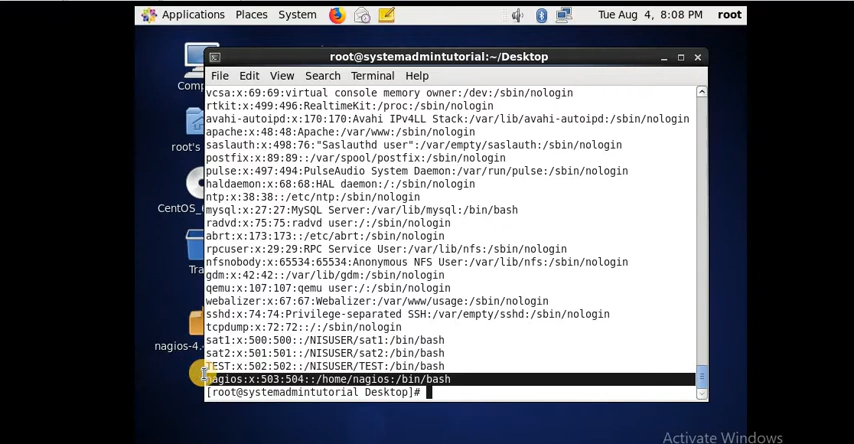 Applications Places System Tue Aug 4, 8:08 PM root
root@systemadmintutorial:~/Desktop
File Edit View Search Terminal Help
vcsa:x:69:69:virtual console memory owner:/dev:/sbin/nologin
rtkit:x:499:496:RealtimeKit:/proc:/sbin/nologin
avahi-autoipd:x:170:170:Avahi IPv4LL Stack:/var/lib/avahi-autoipd:/sbin/nologin
apache:x:48:48:Apache:/var/www:/sbin/nologin
saslauth:x:498:76:"Saslauthd user":/var/empty/saslauth:/sbin/nologin
postfix:x:89:89::/var/spool/postfix:/sbin/nologin
pulse:x:497:494:PulseAudio System Daemon:/var/run/pulse:/sbin/nologin
haldaemon:x:68:68:HAL daemon:/:/sbin/nologin
ntp:x:38:38::/etc/ntp:/sbin/nologin
mysql:x:27:27:MySQL Server:/var/lib/mysql:/bin/bash
radvd:x:75:75:radvd user:/:/sbin/nologin
abrt:x:173:173::/etc/abrt:/sbin/nologin
rpcuser:x:29:29:RPC Service User:/var/lib/nfs:/sbin/nologin
nfsnobody:x:65534:65534:Anonymous NFS User:/var/lib/nfs:/sbin/nologin
gdm:x:42:42::/var/lib/gdm:/sbin/nologin
qemu:x:107:107:qemu user:/:/sbin/nologin
webalizer:x:67:67:Webalizer:/var/www/usage:/sbin/nologin
sshd:x:74:74:Privilege-separated SSH:/var/empty/sshd:/sbin/nologin
tcpdump:x:72:72::/:/sbin/nologin
sat1:x:500:500::/NISUSER/sat1:/bin/bash
sat2:x:501:501::/NISUSER/sat2:/bin/bash
TEST:x:502:502::/NISUSER/TEST:/bin/bash
nagios:x:503:504::/home/nagios:/bin/bash
[root@systemadmintutorial Desktop]#
Comp
root's
CentOS_
Tra
nagios-4.
Activate Windows